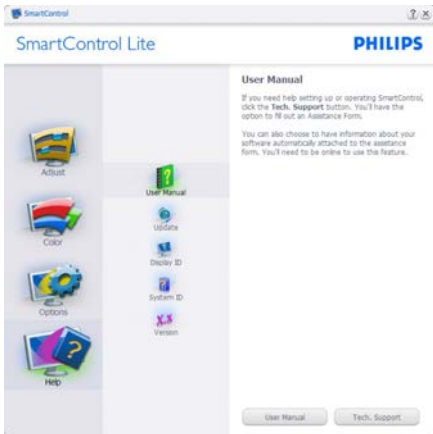 SmartControl
? X
SmartControl Lite
PHILIPS
Adjust
Color
Options
Help
User Manual
Update
Display ID
System ID
Version
User Manual
If you need help setting up or operating SmartControl,
click the Tech. Support button. You'll have the
option to fill out an Assistance Form.
You can also choose to have information about your
software automatically attached to the assistance
form. You'll need to be online to use the feature.
User Manual
Tech. Support